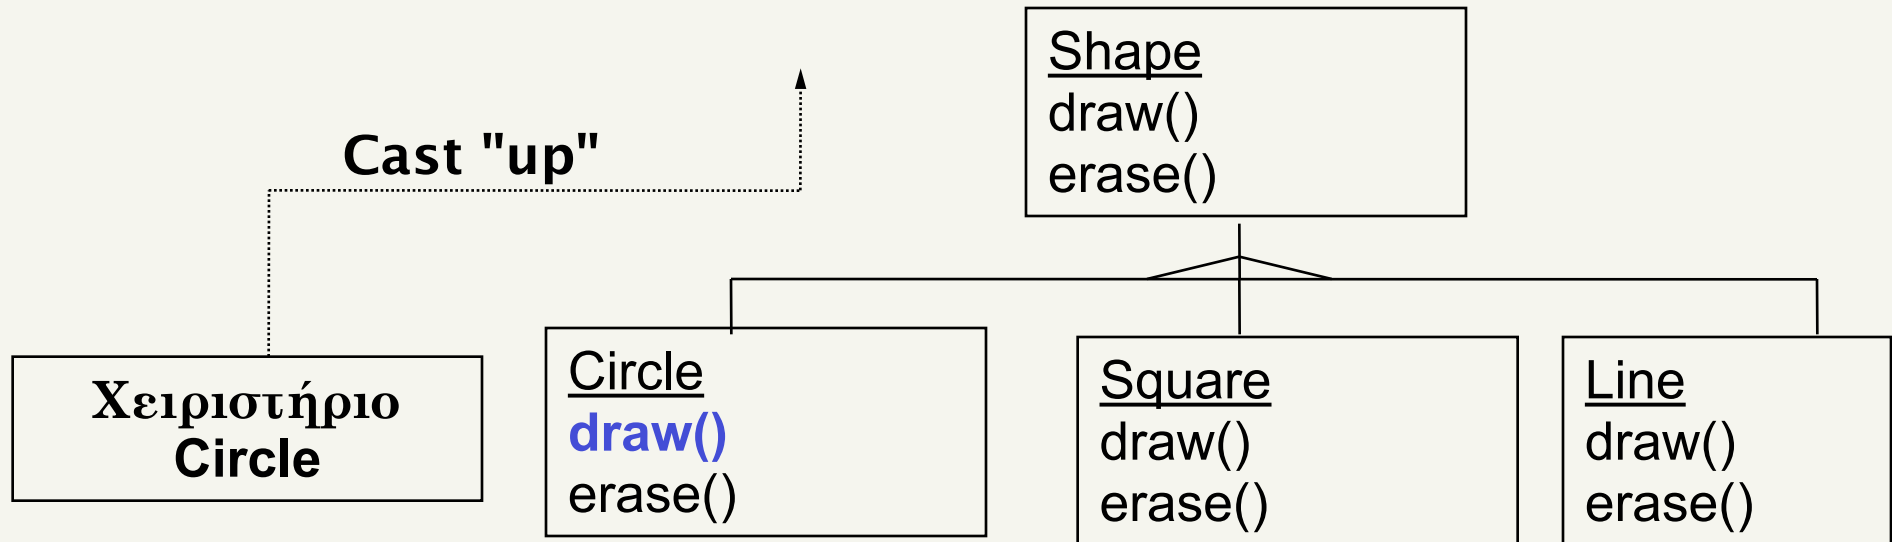 Shape
draw()
erase()
Cast "up"
Χειριστήριο
Circle
Circle
draw()
erase()
Square
draw()
erase()
Line
draw()
erase()